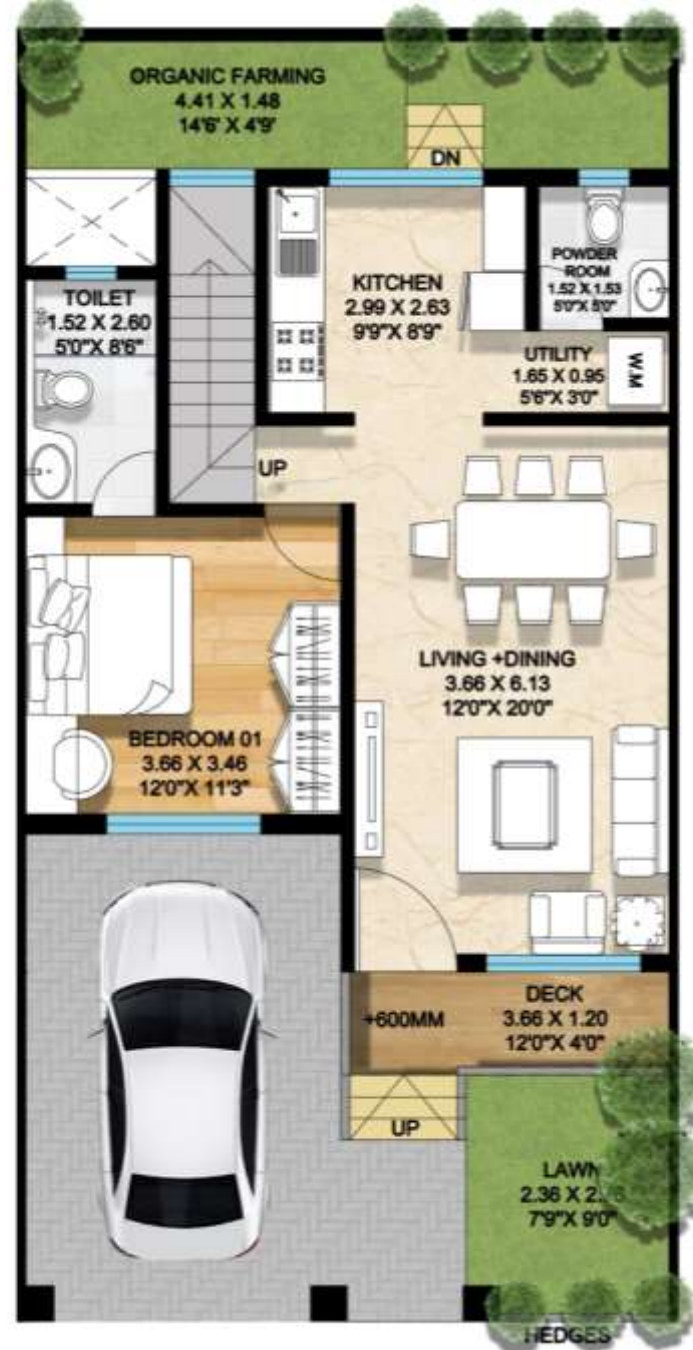 ORGANIC FARMING
4.41 X 1.48
14'6' X 4'9'
DN
KITCHEN
2.99 X 2.63
9'9"X 8'9"
POWDER
ROOM
1.52 X 1.53
5'0"X 5'0"
TOILET
1.52 X 2.60
5'0"X 8'6"
UTILITY
1.65 X 0.95
5'6"X 3'0"
W.M
UP
LIVING +DINING
3.66 X 6.13
12'0"X 20'0"
BEDROOM 01
3.66 X 3.46
12'0"X 11'3"
DECK
3.66 X 1.20
12'0"X 4'0"
+600MM
UP
LAWN
2.36 X
7'9"X 9'0"
HEDGES